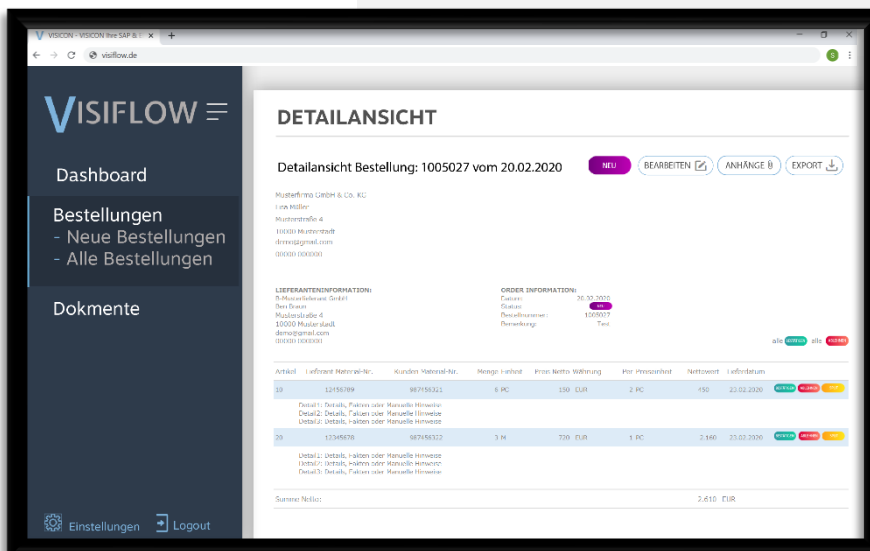 VISICON - VISICON Ihre SAP &
visiflow.de
S
VISIFLOW
Dashboard
Bestellungen
- Neue Bestellungen
- Alle Bestellungen
Dokmente
Einstellungen
Logout
DETAILANSICHT
Detailansicht Bestellung: 1005027 vom 20.02.2020
NEU
BEARBEITEN
ANHÄNGE
EXPORT
Musterfirma GmbH & Co. KG
Müller
Musterstraße 4
10000 Musterstadt
demo@gmail.com
00000 000000
LIEFERANTENINFORMATION:
GmbH
Ben Braun
Musterstraße 4
10000 Musterstadt
demo@gmail.com
00000 000000
ORDER INFORMATION:
Datum: 20.02.2020
Status:
Bestellnummer: 1005027
Bemerkung: Test
alle alle
Artikel Lieferant Material-Nr. Kunden Material-Nr. Menge Einheit Preis Netto Währung Per Preiseinheit Nettowert Lieferdatum
10 12456789 987456321 6 PC 150 EUR 2 PC 450 23.02.2020
Detail1: Details, Fakten oder Manuelle Hinweise
Detail2: Details, Fakten oder Manuelle Hinweise
Detail3: Details, Fakten oder Manuelle Hinweise
20 12345678 987456322 3 M 720 EUR 1 PC 2.160 23.02.2020
Detail1: Details, Fakten oder Manuelle Hinweise
Detail2: Details, Fakten oder Manuelle Hinweise
Detail3: Details, Fakten oder Manuelle Hinweise
Summe Netto: 2.610 EUR